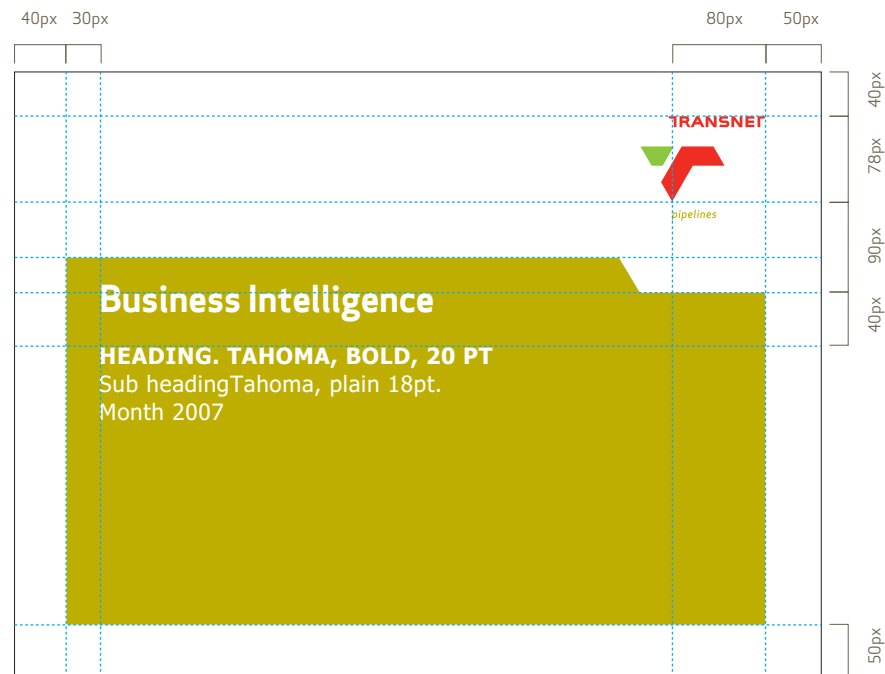 40px 30px 80px 50px
40px
TRANSNET
78px
pipelines
90px
Business Intelligence
40px
HEADING. TAHOMA, BOLD, 20 PT
Sub headingTahoma, plain 18pt.
Month 2007
50px